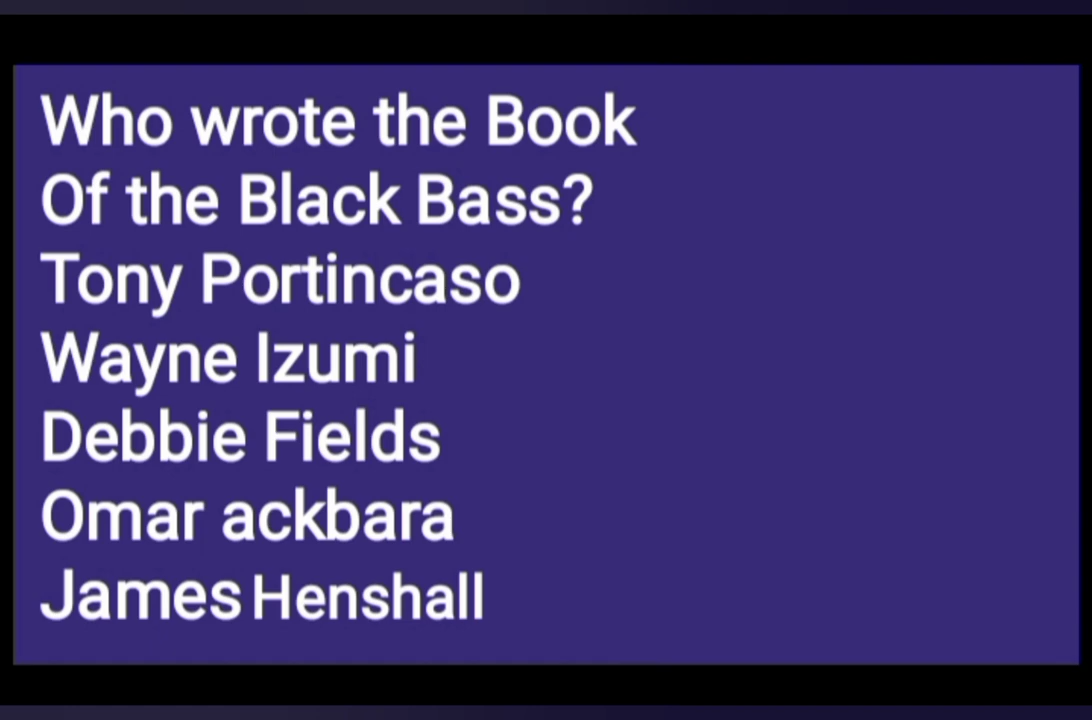 Who wrote the Book
Of the Black Bass?
Tony Portincaso
Wayne Izumi
Debbie Fields
Omar ackbara
James Henshall